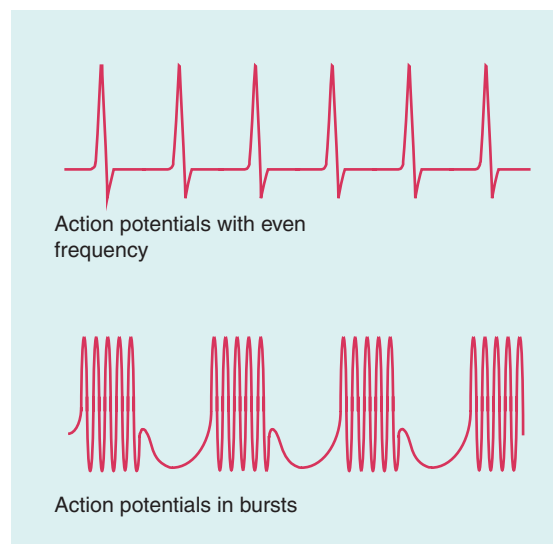 Action potentials with even
frequency
Action potentials in bursts